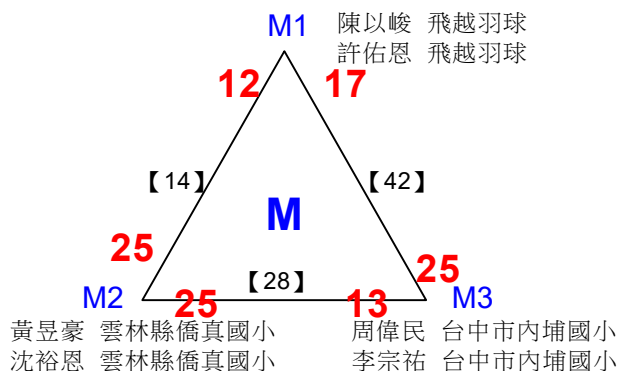 M1
陳以峻 飛越羽球
許佑恩 飛越羽球
12
17
【14】
【42】
M
25
25
M2
25
【28】
13
M3
黃昱豪 雲林縣僑真國小
沈裕恩 雲林縣僑真國小
周偉民 台中市內埔國小
李宗祐 台中市內埔國小